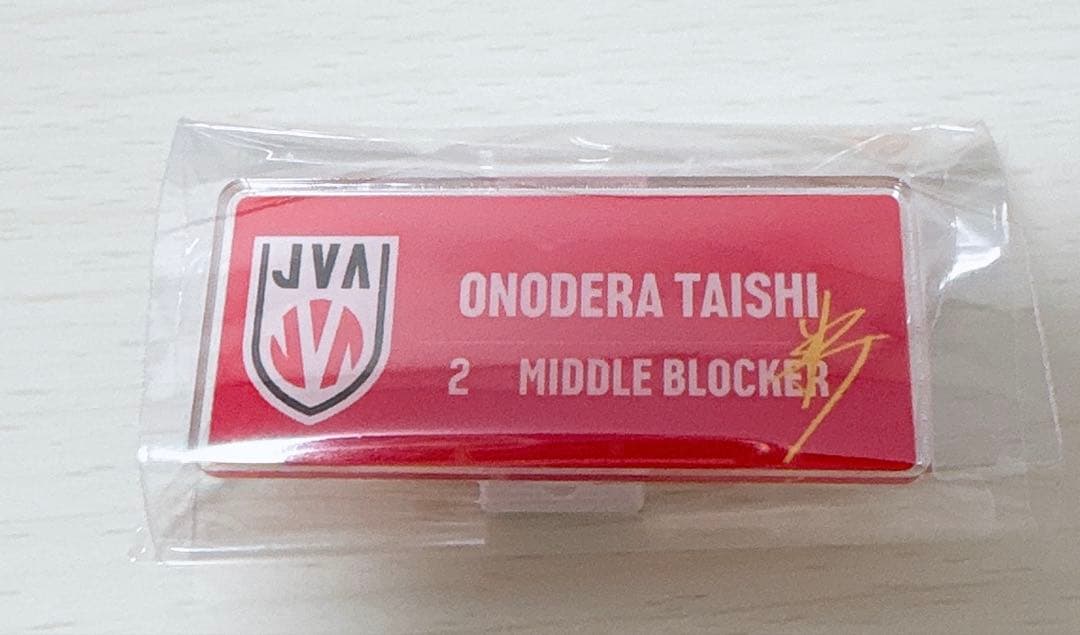 JVA
ONODERA TAISHI
2 MIDDLE BLOCKER